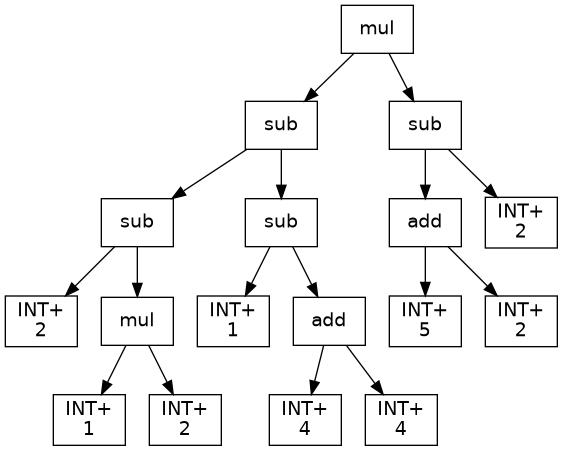 mul
sub
sub
sub
sub
add
INT+
2
INT+
2
mul
INT+
1
add
INT+
5
INT+
2
INT+
1
INT+
2
INT+
4
INT+
4